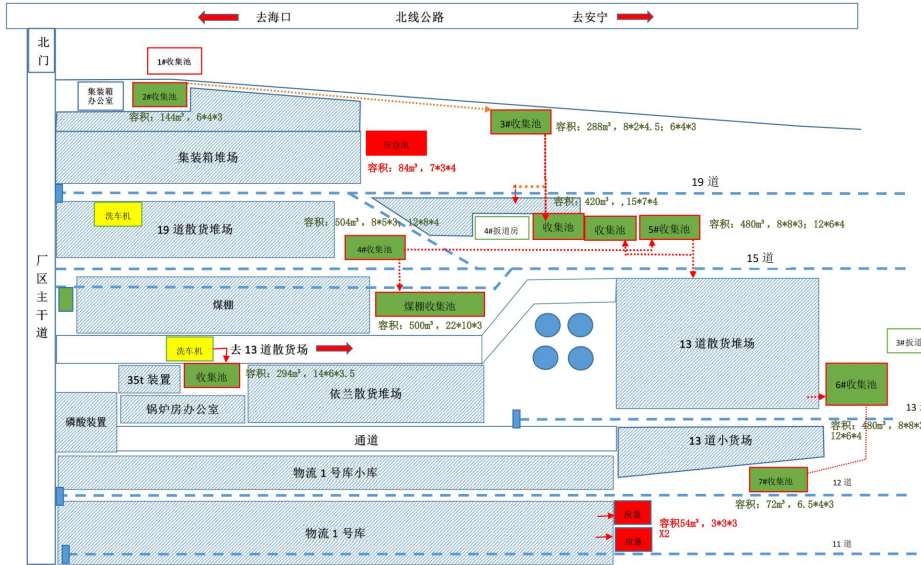 去海口
北线公路
去安宁
北
门
1#收集池
集装箱
办公室
2#收集池
容积：144m³，6*4*3
3#收集池
容积：288m³，8*2*4.5；6*4*3
集装箱堆场
应急池
容积：84m³，7*3*4
19 道
洗车机
19 道散货堆场
容积：504m³，8*5*3；12*8*4
420m³，,15*7*4
4#扳道房
收集池
收集池
5#收集池
容积：480m³，8*8*3；12*6*4
4#收集池
15 道
厂
区
主
干
道
煤棚
煤棚收集池
容积：500m³，22*10*3
13 道散货堆场
3#扳道
洗车机
去 13 道散货场
35t 装置
收集池
容积：294m³，14*6*3.5
依兰散货堆场
6#收集池
锅炉房办公室
磷酸装置
13 道
容积：480m³，8*8*3
12*6*4
通道
13 道小货场
物流 1 号库小库
7#收集池
12 道
容积：72m³，6.5*4*3
物流 1 号库
应急
容积54m³，3*3*3
X2
应急
11 道